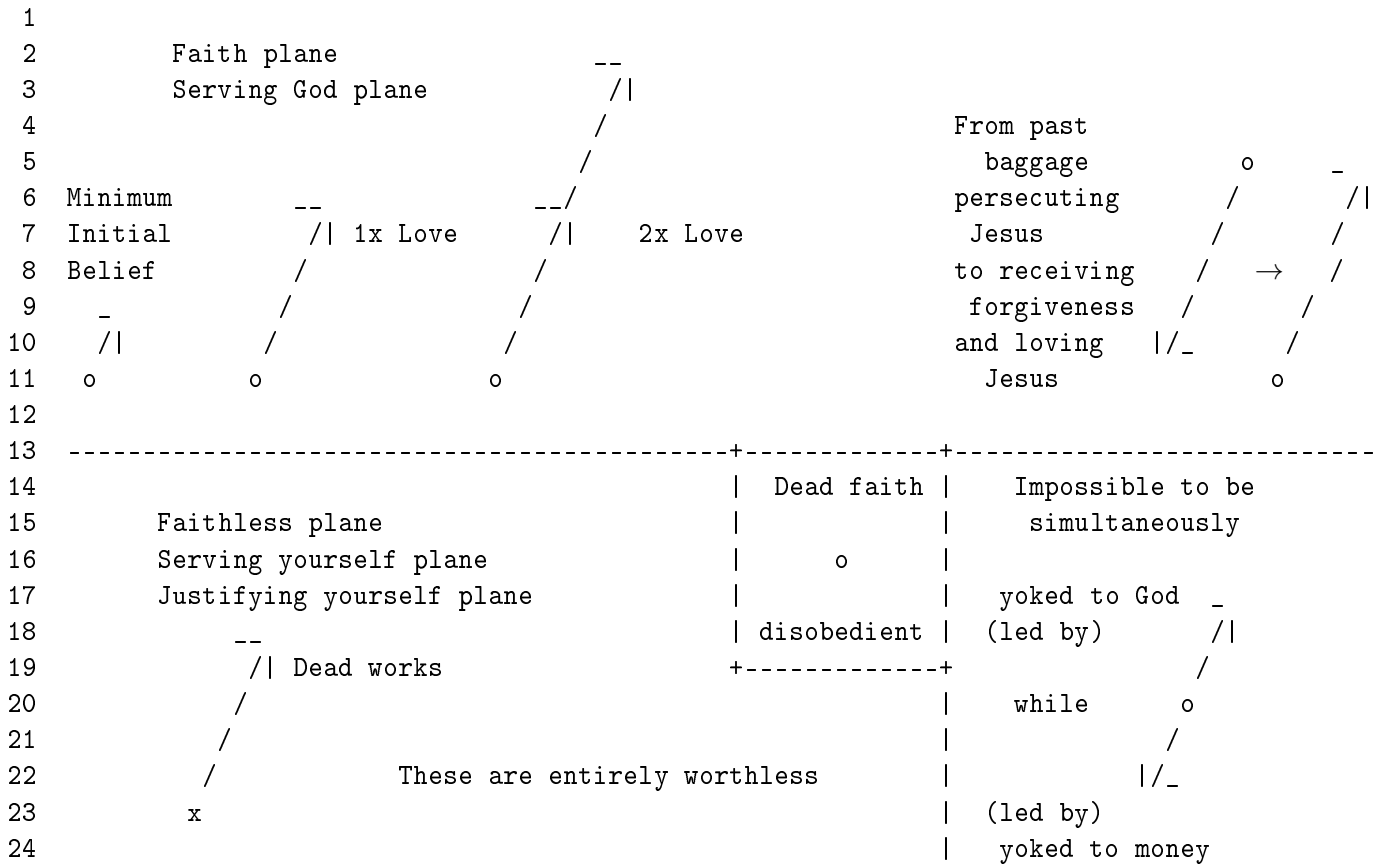 1
2         Faith plane                 __
3         Serving God plane            /|
4                                     /                       From past
5                                    /                          baggage          o     _
6  Minimum        __              __/                         persecuting       /       /|
7  Initial         /| 1x Love      /|    2x Love               Jesus           /       /
8  Belief         /               /                           to receiving    /   →   /
9    _           /               /                             forgiveness   /       /
10   /|         /               /                             and loving   |/_      /
11  o          o               o                                Jesus              o
12
13 --------------------------------------------+-------------+----------------------------
14                                             |  Dead faith |    Impossible to be
15       Faithless plane                       |             |     simultaneously
16       Serving yourself plane                |      o      |
17       Justifying yourself plane             |             |   yoked to God  _
18            __                               | disobedient |  (led by)       /|
19             /| Dead works                   +-------------+                /
20            /                                              |    while      o
21           /                                               |              /
22          /            These are entirely worthless        |            |/_
23         x                                                 |  (led by)
24                                                           |   yoked to money